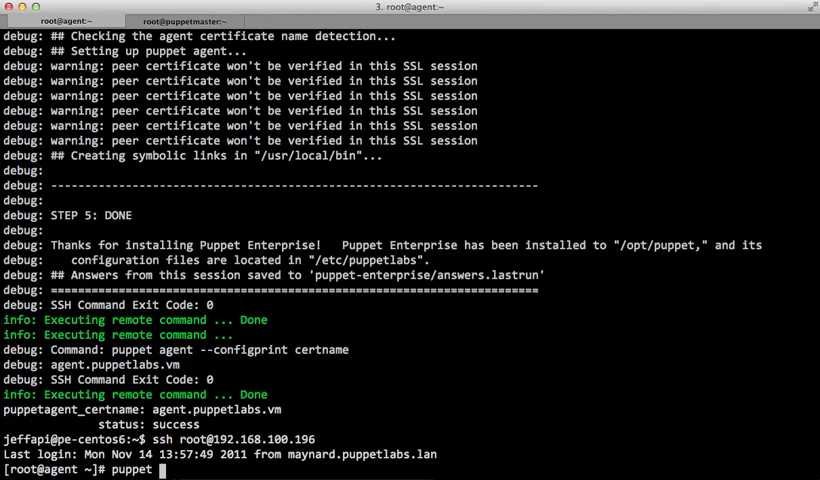 3. root@agent:~
root@agent:~
root@puppetmaster:~
debug: ## Checking the agent certificate name detection...
debug: ## Setting up puppet agent...
debug: warning: peer certificate won't be verified in this SSL session
debug: warning: peer certificate won't be verified in this SSL session
debug: warning: peer certificate won't be verified in this SSL session
debug: warning: peer certificate won't be verified in this SSL session
debug: warning: peer certificate won't be verified in this SSL session
debug: warning: peer certificate won't be verified in this SSL session
debug: ## Creating symbolic links in "/usr/local/bin"...
debug:
debug: ------------------------------------------------------------------------
debug:
debug: STEP 5: DONE
debug:
debug: Thanks for installing Puppet Enterprise!   Puppet Enterprise has been installed to "/opt/puppet," and its
configuration files are located in "/etc/puppetlabs".
debug: ## Answers from this session saved to 'puppet-enterprise/answers.lastrun'
debug: ========================================================================
debug: SSH Command Exit Code: 0
info: Executing remote command ... Done
info: Executing remote command ...
debug: Command: puppet agent --configprint certname
debug: agent.puppetlabs.vm
debug: SSH Command Exit Code: 0
info: Executing remote command ... Done
puppetagent_certname: agent.puppetlabs.vm
status: success
jeffapi@pe-centos6:~$ ssh root@192.168.100.196
Last login: Mon Nov 14 13:57:49 2011 from maynard.puppetlabs.lan
[root@agent ~]# puppet